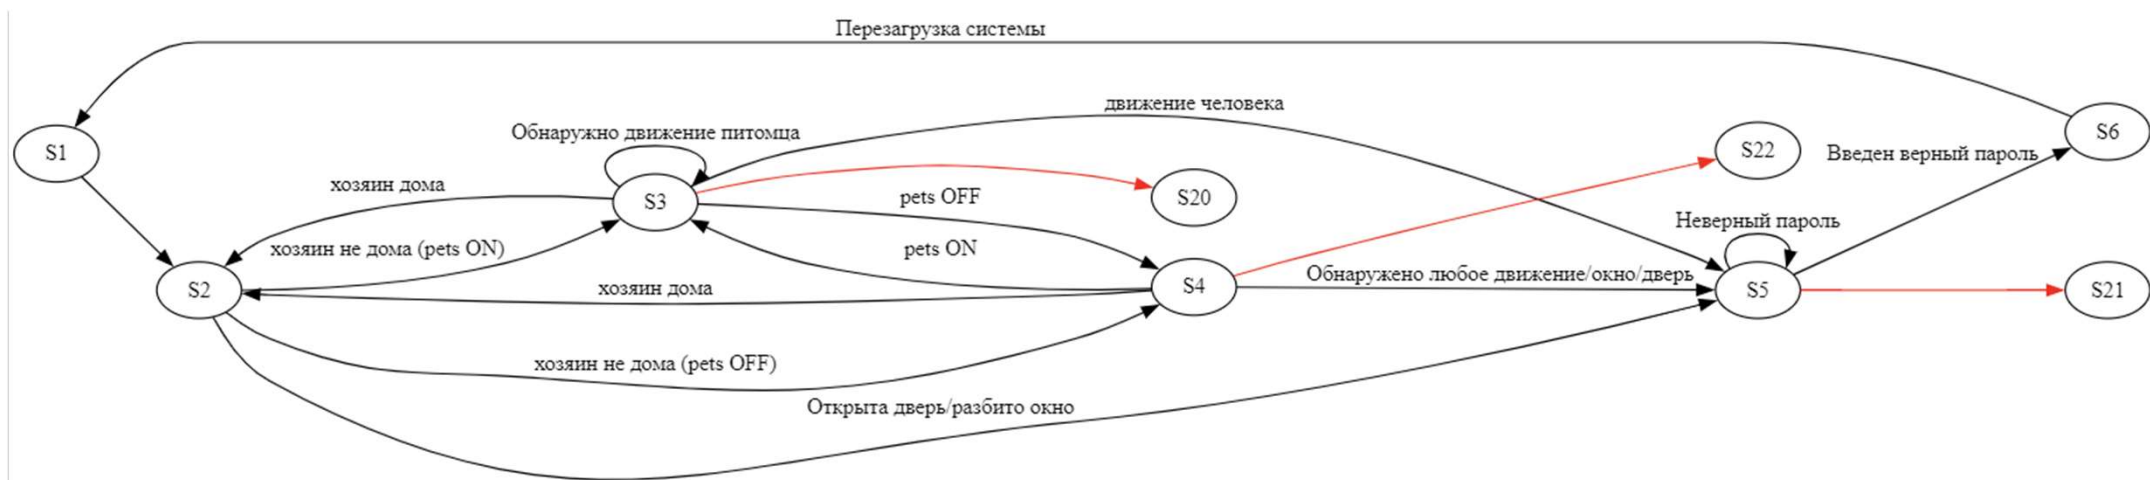 Перезагрузка системы
движение человека
Обнаружно движение питомца
S1
S6
S22
Введен верный пароль
хозяин дома
S3
pets OFF
S20
Неверный пароль
хозяин не дома (pets ON)
pets ON
S2
хозяин дома
S4
Обнаружено любое движение/окно/дверь
S5
S21
хозяин не дома (pets OFF)
Открыта дверь/разбито окно